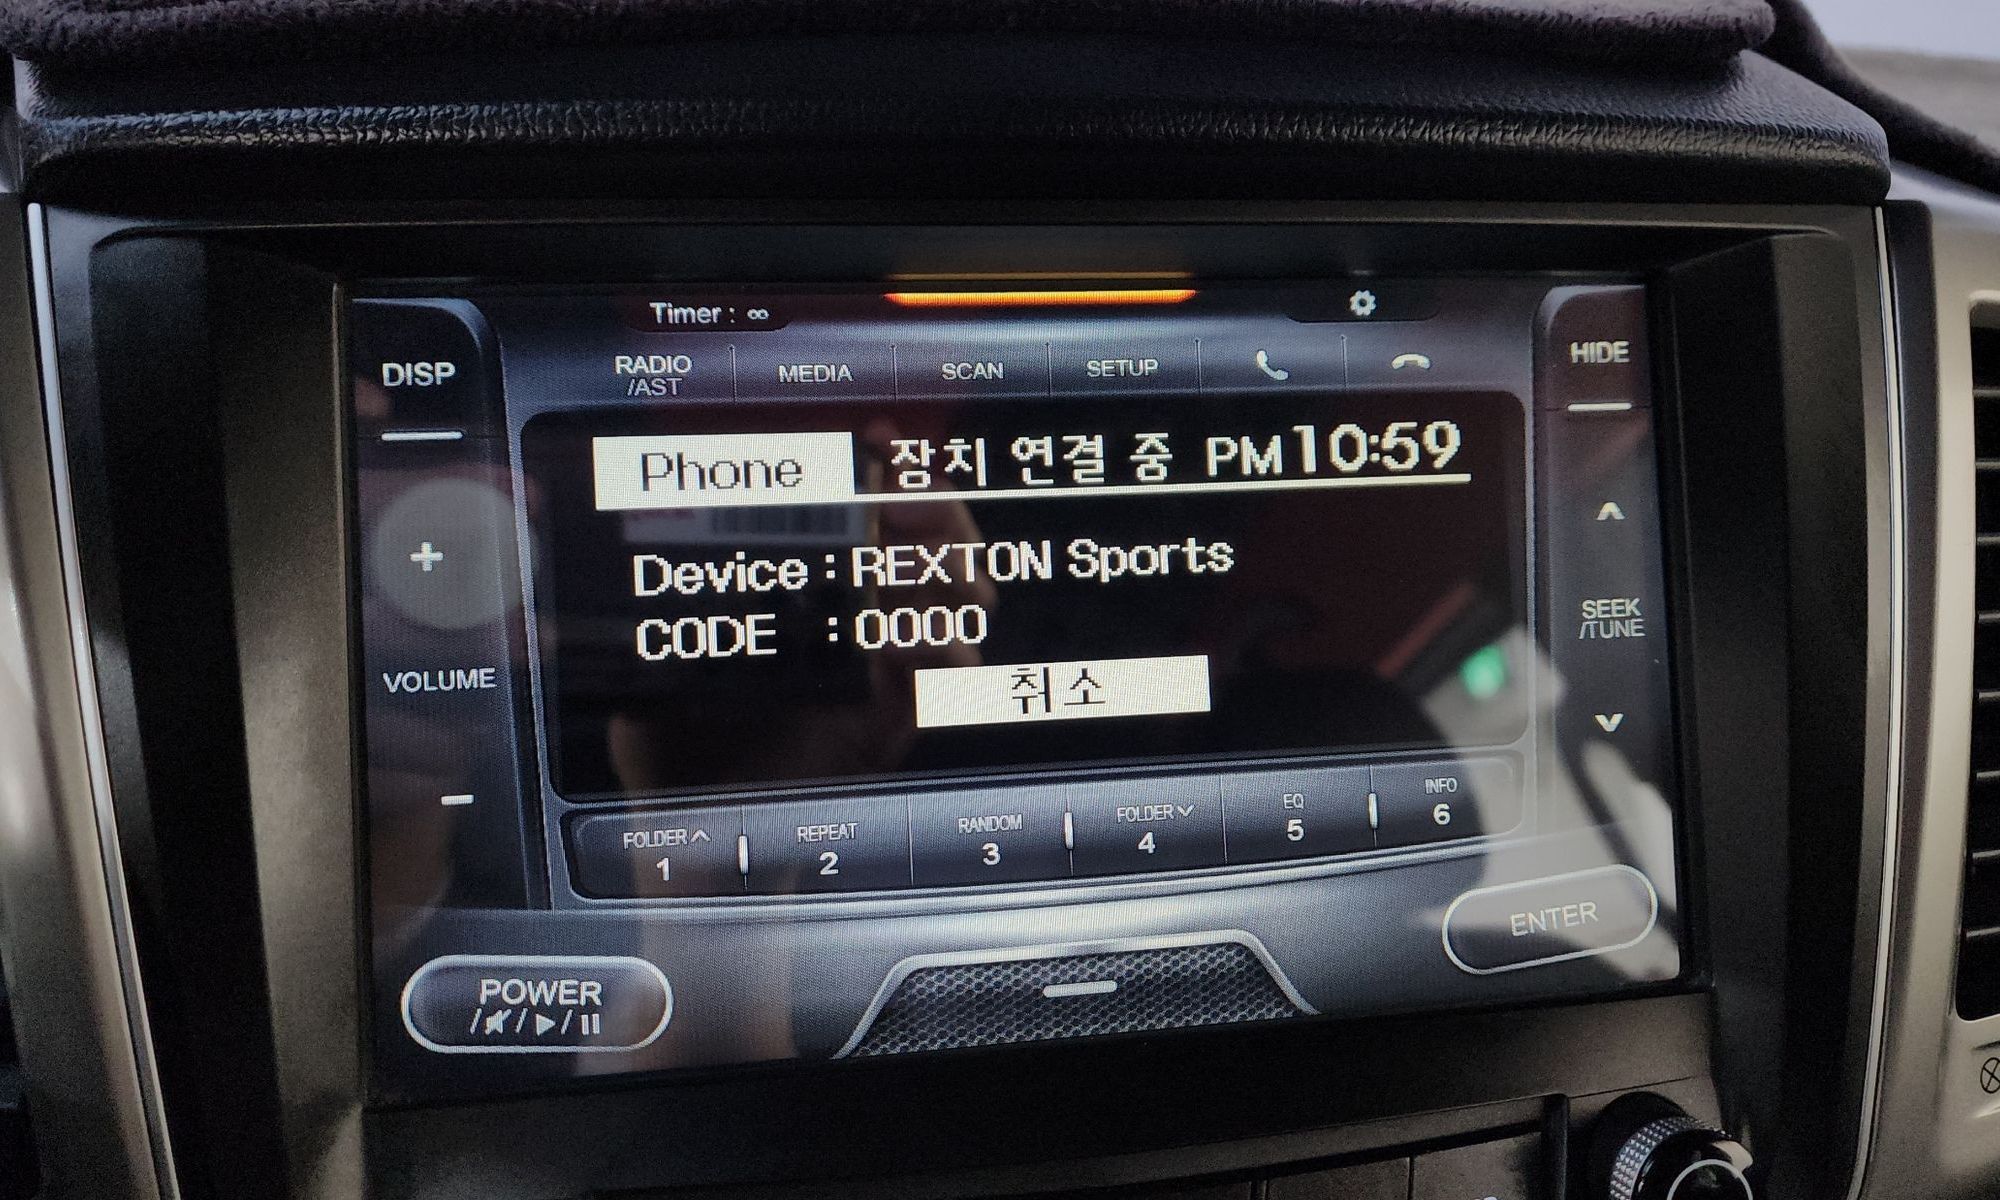 Timer : ∞
DISP
RADIO
/AST
MEDIA
SCAN
SETUP
HIDE
Phone 장치 연결 중 PM10:59
Device : REXTON Sports
CODE : 0000
취소
+
VOLUME
-
SEEK
/TUNE
FOLDER
1
REPEAT
2
RANDOM
3
FOLDER
4
EQ
5
INFO
6
POWER
ENTER